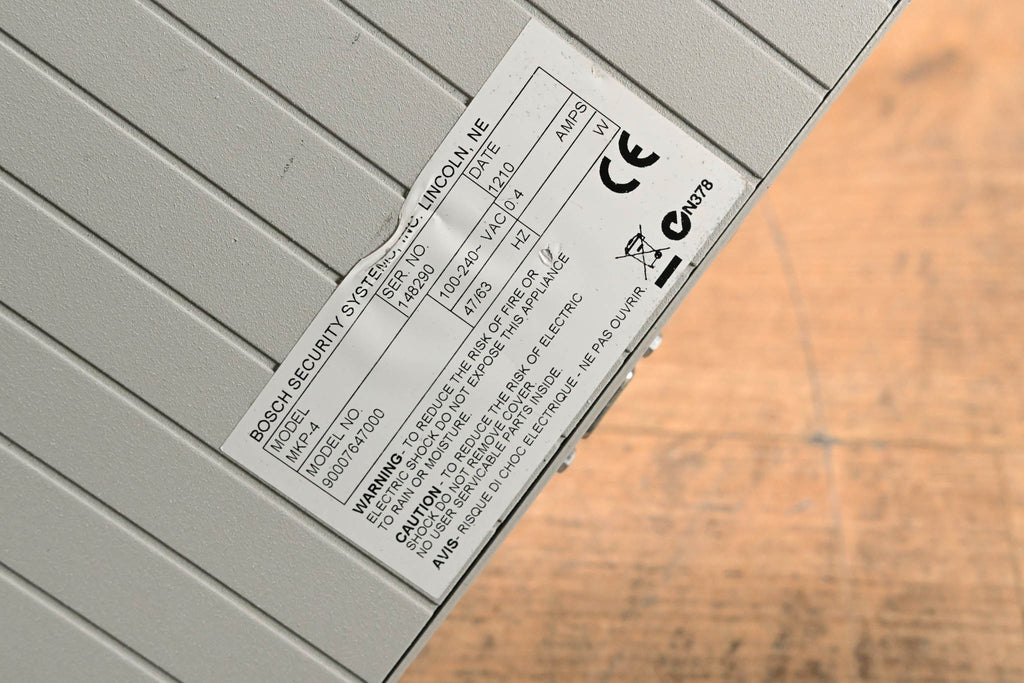 BOSCH SECURITY SYSTEMS, INC. LINCOLN, NE
MODEL SER. NO. DATE
MKP-4 148290 1210
MODEL NO. 100-240~ VAC 0.4 AMPS
90007647000 47/63 HZ W
WARNING - TO REDUCE THE RISK OF FIRE OR
ELECTRIC SHOCK DO NOT EXPOSE THIS APPLIANCE
TO RAIN OR MOISTURE.
CAUTION - TO REDUCE THE RISK OF ELECTRIC
SHOCK DO NOT REMOVE COVER.
NO USER SERVICABLE PARTS INSIDE.
AVIS- RISQUE DI CHOC ELECTRIQUE - NE PAS OUVRIR
CE
N378